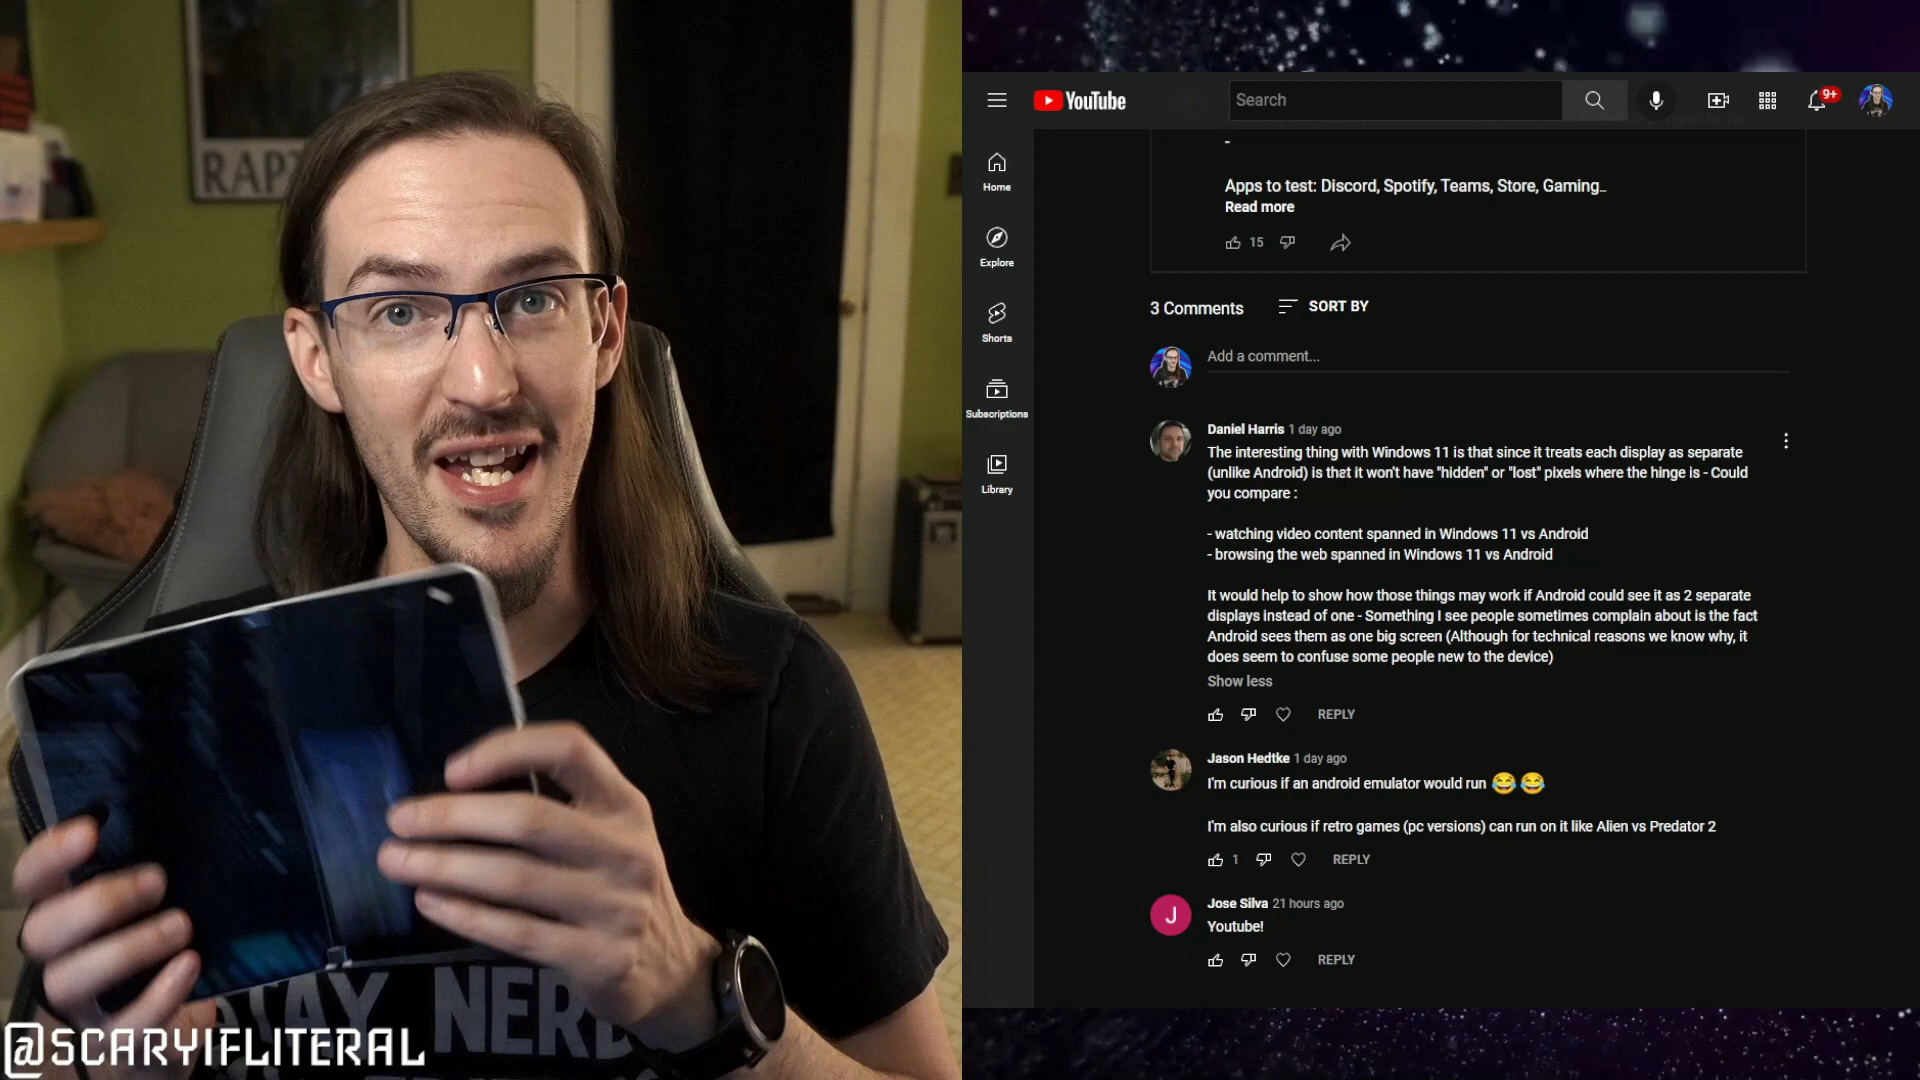 RAPT
STAY NERD
@SCARYIFLITERAL
YouTube
Search
9+
Home
Explore
Shorts
Subscriptions
Library
-
Apps to test: Discord, Spotify, Teams, Store, Gaming...
Read more
15
3 Comments
SORT BY
Add a comment...
Daniel Harris 1 day ago
The interesting thing with Windows 11 is that since it treats each display as separate
(unlike Android) is that it won't have "hidden" or "lost" pixels where the hinge is - Could
you compare :
- watching video content spanned in Windows 11 vs Android
- browsing the web spanned in Windows 11 vs Android
It would help to show how those things may work if Android could see it as 2 separate
displays instead of one - Something I see people sometimes complain about is the fact
Android sees them as one big screen (Although for technical reasons we know why, it
does seem to confuse some people new to the device)
Show less
REPLY
Jason Hedtke 1 day ago
I'm curious if an android emulator would run 😂 😂
I'm also curious if retro games (pc versions) can run on it like Alien vs Predator 2
1
REPLY
J
Jose Silva 21 hours ago
Youtube!
REPLY